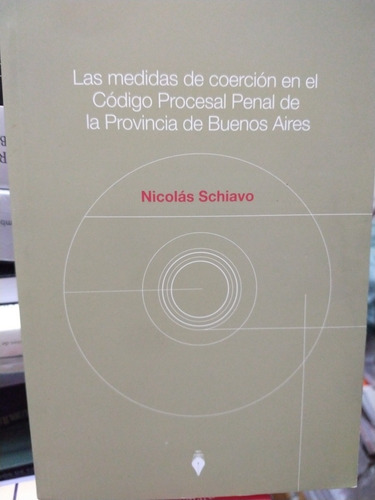 Las medidas de coerción en el
Código Procesal Penal de
la Provincia de Buenos Aires
Nicolás Schiavo